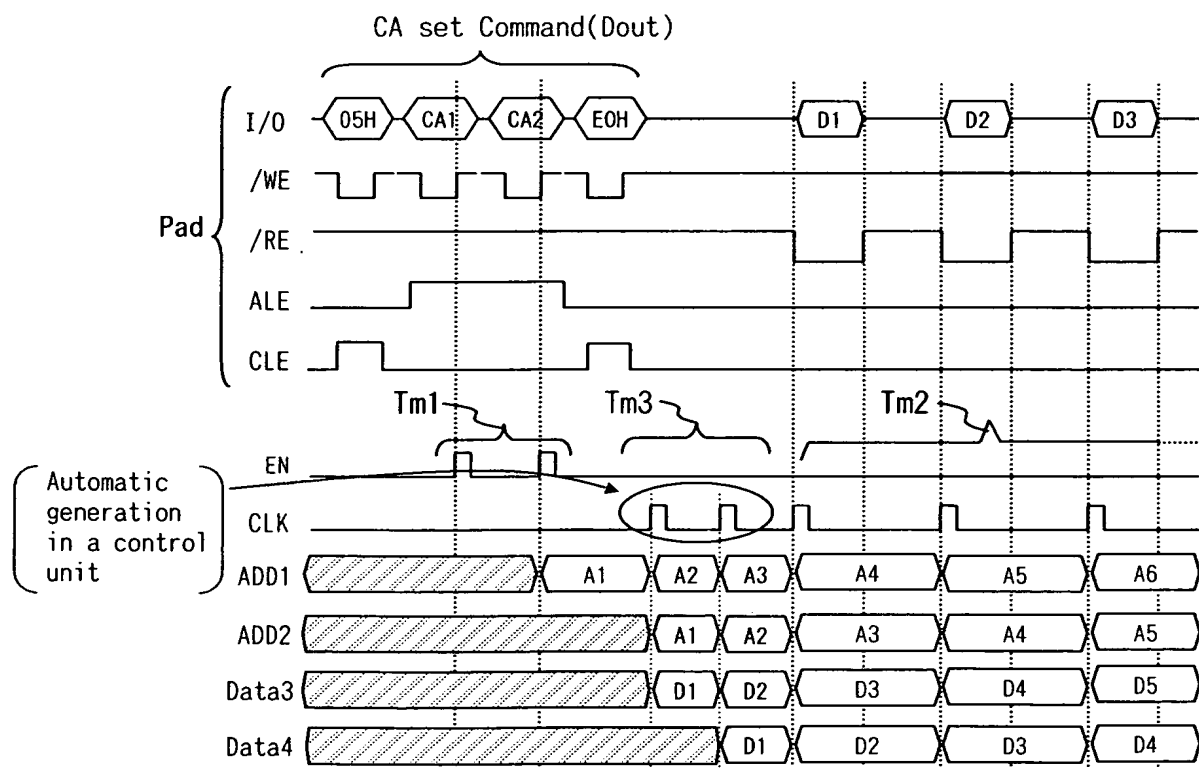 CA set Command(Dout)
I/O 05H CA1 CA2 E0H D1 D2 D3
/WE
Pad
/RE
ALE
CLE
Tm1 Tm3 Tm2
EN
Automatic
generation
in a control
unit
CLK
ADD1 A1 A2 A3 A4 A5 A6
ADD2 A1 A2 A3 A4 A5
Data3 D1 D2 D3 D4 D5
Data4 D1 D2 D3 D4